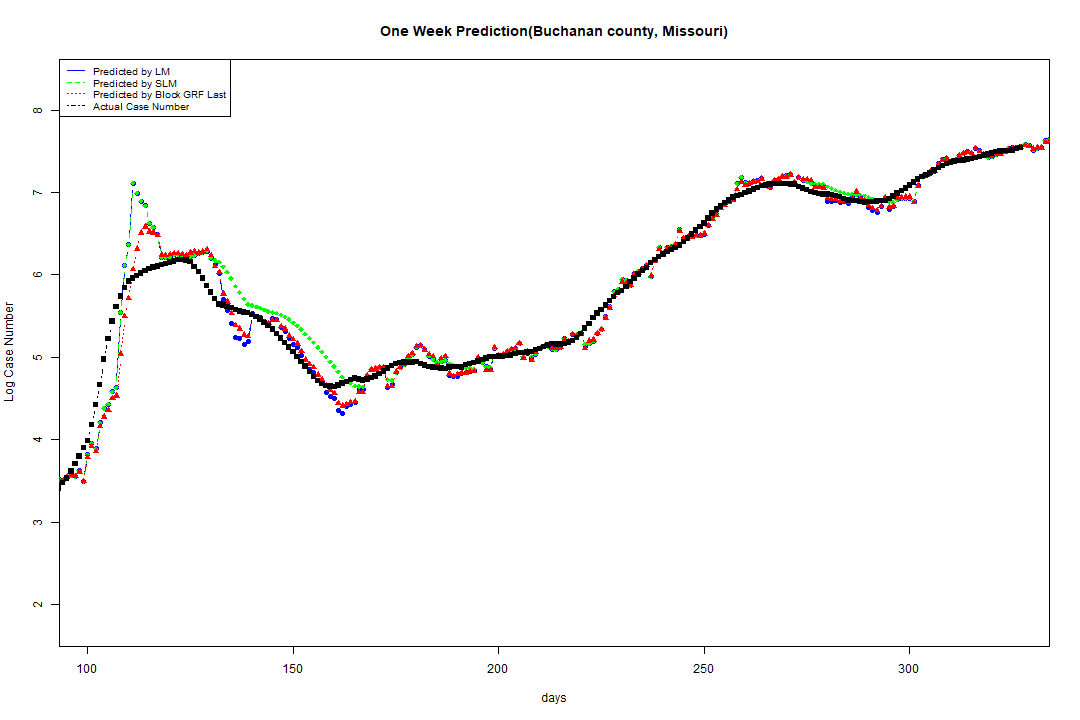 One Week Prediction(Buchanan county, Missouri)
Predicted by LM
Predicted by SLM
Predicted by Block GRF Last
Actual Case Number
8
7
6
5
4
3
2
Log Case Number
100 150 200 250 300
days